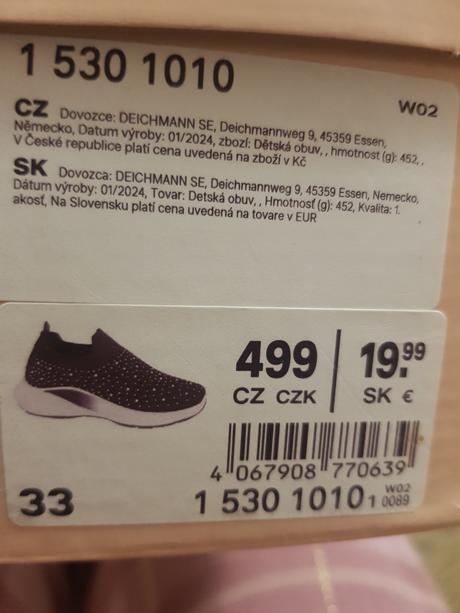 1 530 1010
W02
CZ Dovozce: DEICHMANN SE, Deichmannweg 9, 45359 Essen,
Německo, Datum výroby: 01/2024, zboží: Dětská obuv, , hmotnost (g): 452, ,
V České republice platí cena uvedená na zboží v Kč
SK Dovozca: DEICHMANN SE, Deichmannweg 9, 45359 Essen, Nemecko,
Dátum výroby: 01/2024, Tovar: Detská obuv, , Hmotnosť (g): 452, Kvalita: 1.
akosť, Na Slovensku platí cena uvedená na tovare v EUR
499 19.99
CZ CZK SK €
4 067908 770639
33 1 530 1010 1 W02 0089